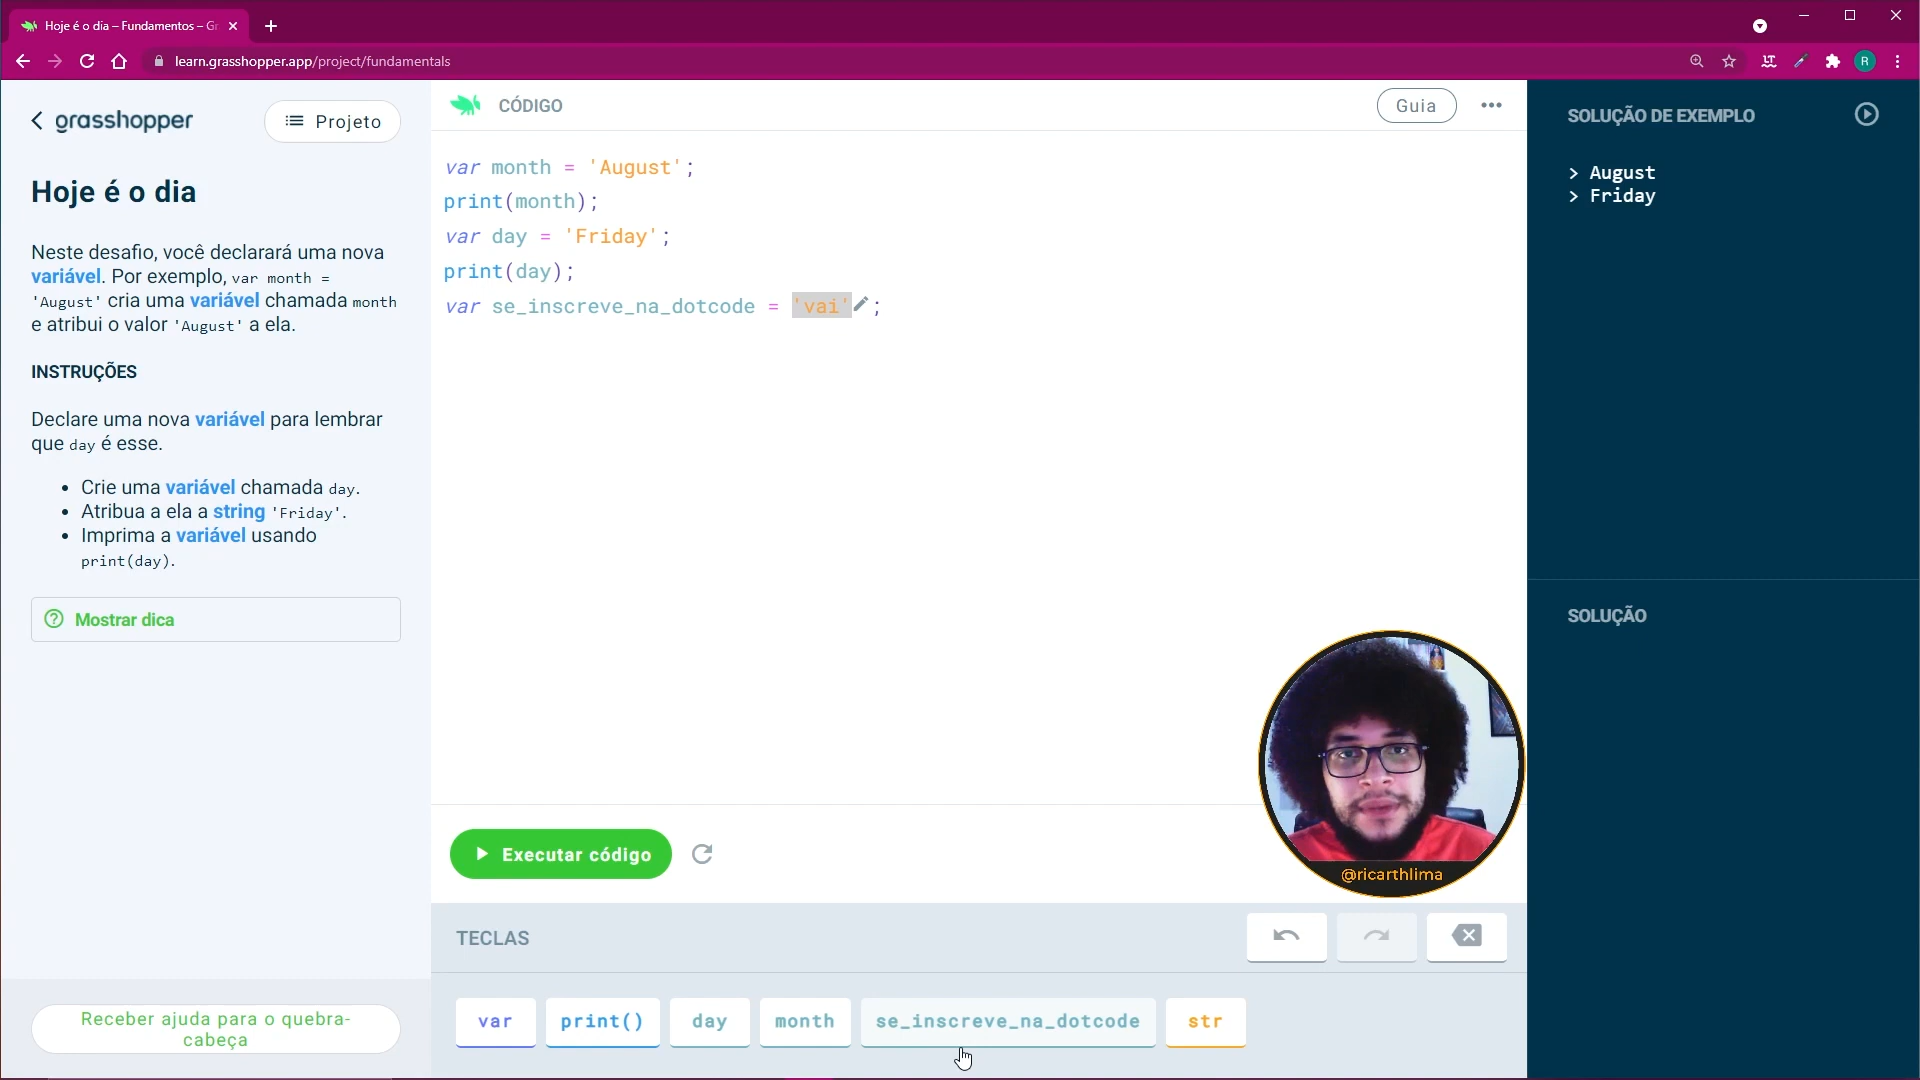 Hoje é o dia – Fundamentos – Gr
learn.grasshopper.app/project/fundamentals
R
grasshopper
Projeto
Hoje é o dia
Neste desafio, você declarará uma nova
variável. Por exemplo, var month =
'August' cria uma variável chamada month
e atribui o valor 'August' a ela.
INSTRUÇÕES
Declare uma nova variável para lembrar
que day é esse.
• Crie uma variável chamada day.
• Atribua a ela a string 'Friday'.
• Imprima a variável usando
print(day).
Mostrar dica
Receber ajuda para o quebra-
cabeça
CÓDIGO
Guia
var month = 'August';
print(month);
var day = 'Friday';
print(day);
var se_inscreve_na_dotcode = 'vai';
@ricarthlima
Executar código
TECLAS
var print() day month se_inscreve_na_dotcode str
SOLUÇÃO DE EXEMPLO
> August
> Friday
SOLUÇÃO